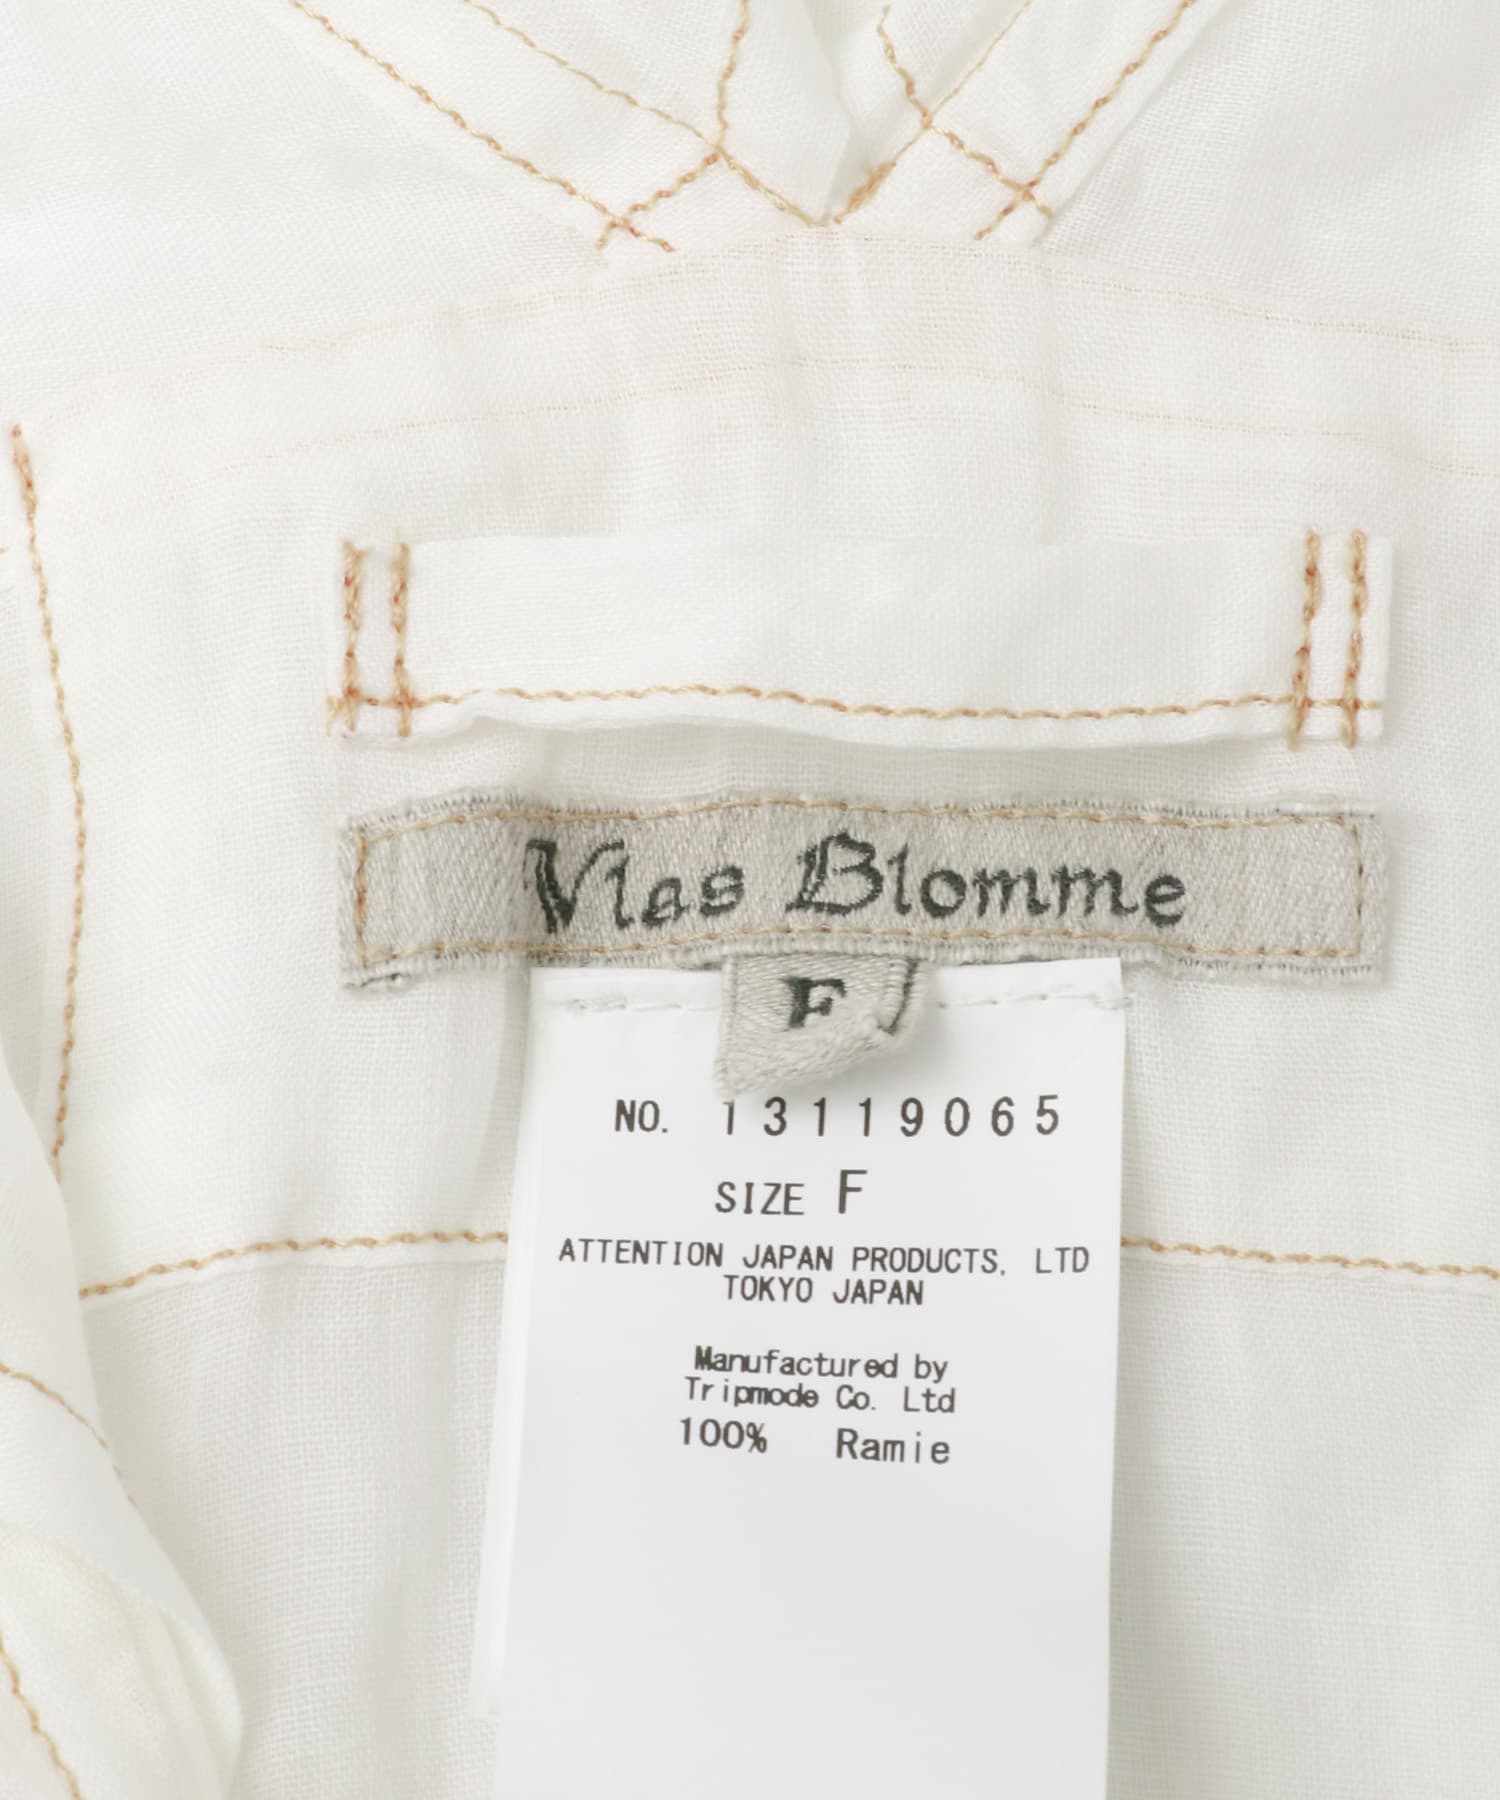 Vlas Blomme
F
NO. 13119065
SIZE F
ATTENTION JAPAN PRODUCTS. LTD
TOKYO JAPAN
Manufactured by
Tripmode Co. Ltd
100% Ramie